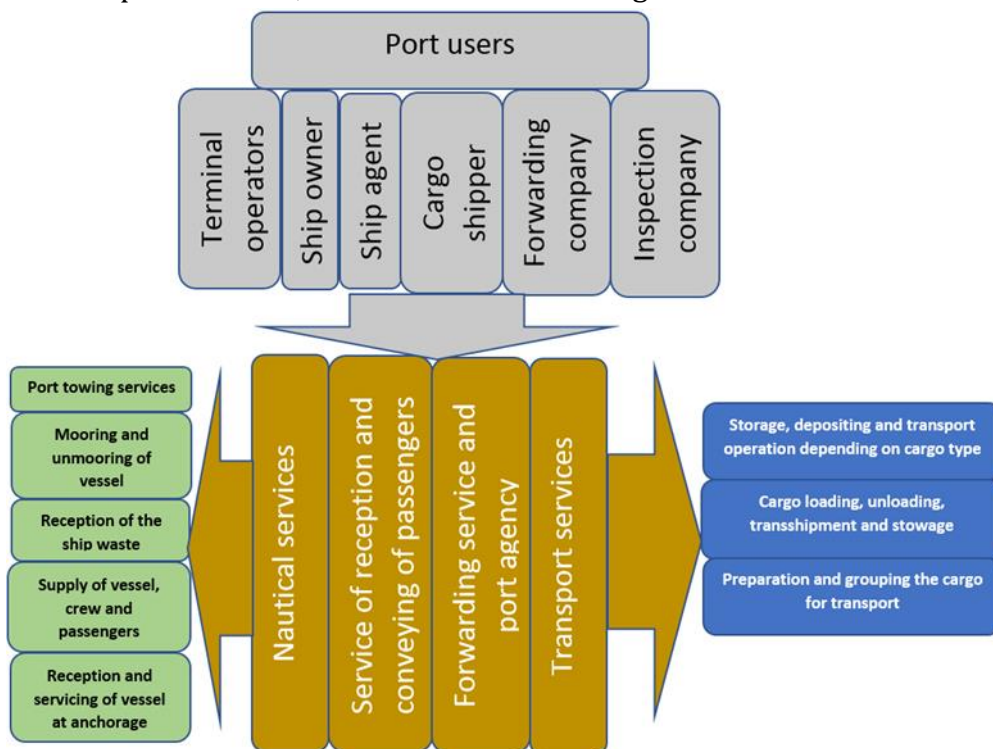 Port users
Terminal
operators
Ship owner
Ship agent
Cargo
shipper
Forwarding
company
Inspection
company
Port towing services
Mooring and
unmooring of
vessel
Reception of the
ship waste
Supply of vessel,
crew and
passengers
Reception and
servicing of vessel
at anchorage
Nautical services
Service of reception and
conveying of passengers
Forwarding service and
port agency
Transport services
Storage, depositing and transport
operation depending on cargo type
Cargo loading, unloading,
transshipment and stowage
Preparation and grouping the cargo
for transport